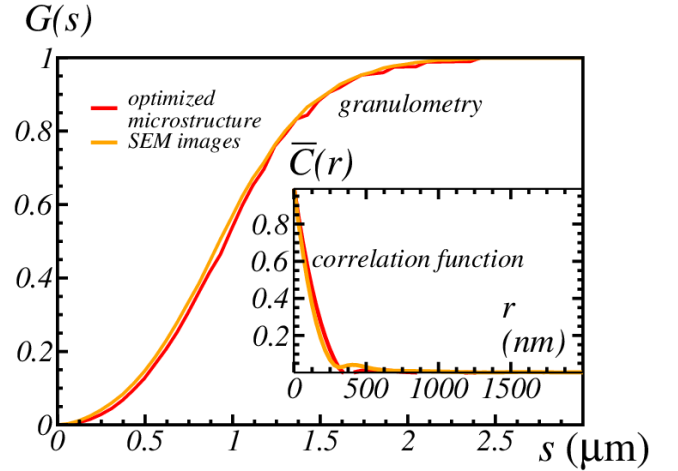 G(s)
1
optimized
microstructure
SEM images
granulometry
0.8
C̅(r)
0.6
0.8
0.6
correlation function
0.4
0.4
r
(nm)
0.2
0.2
0
500
1000
1500
0
0
0.5
1
1.5
2
2.5
s (μm)